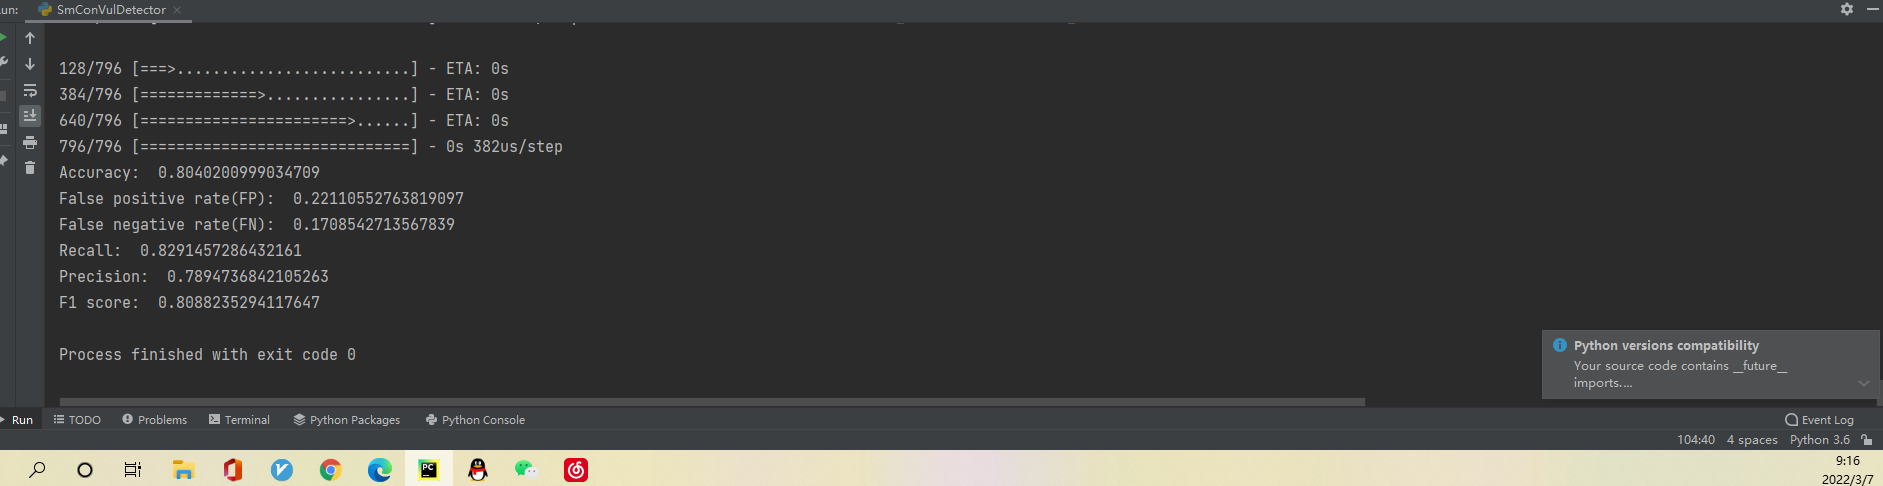 un: SmConVulDetector
128/796 [===>..........................] - ETA: 0s
384/796 [=============>................] - ETA: 0s
640/796 [=======================>......] - ETA: 0s
796/796 [==============================] - 0s 382us/step
Accuracy:  0.8040200999034709
False positive rate(FP):  0.22110552763819097
False negative rate(FN):  0.1708542713567839
Recall:  0.8291457286432161
Precision:  0.7894736842105263
F1 score:  0.8088235294117647
Process finished with exit code 0
Python versions compatibility
Your source code contains __future__
imports....
Run TODO Problems Terminal Python Packages Python Console Event Log
104:40 4 spaces Python 3.6
PC
9:16
2022/3/7